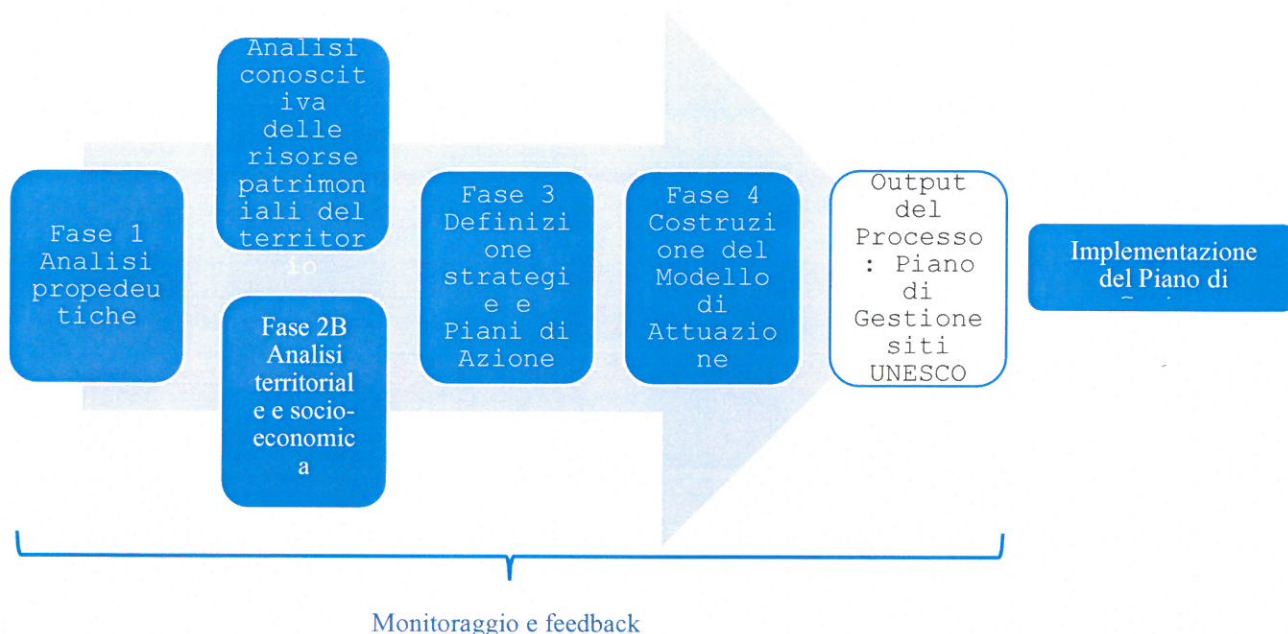 Fase 1
Analisi
propedeu
tiche
Analisi
conoscit
iva
delle
risorse
patrimon
iali del
territor
io
Fase 2B
Analisi
territorial
e e socio-
economic
a
Fase 3
Definizi
one
strategi
e e
Piani di
Azione
Fase 4
Costruzi
one del
Modello
di
Attuazio
ne
Output
del
Processo
: Piano
di
Gestione
siti
UNESCO
Implementazione
del Piano di
Monitoraggio e feedback